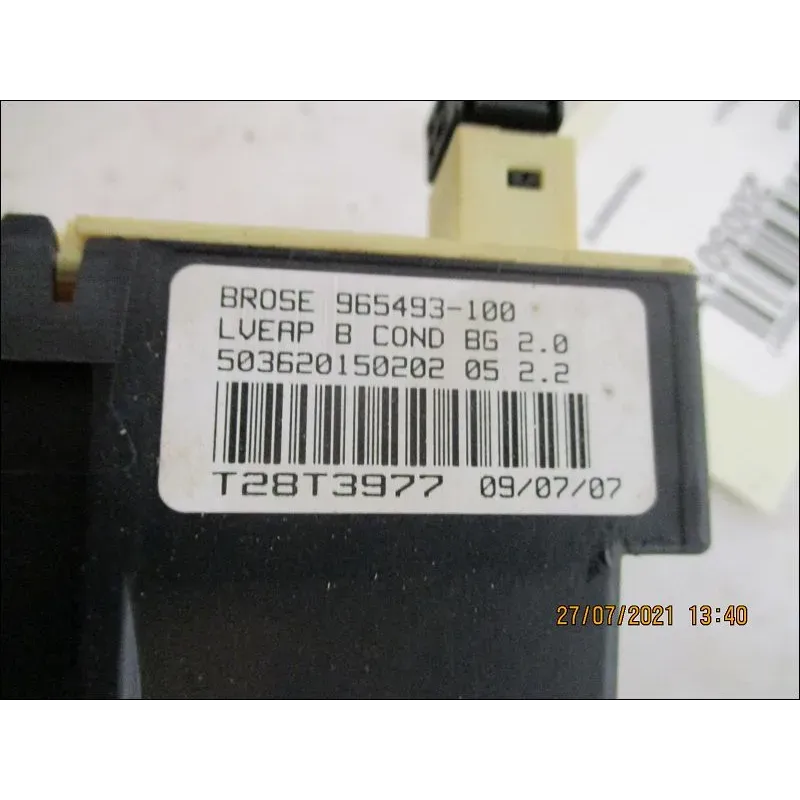 BROSE 965493-100
LVEAP B COND BG 2.0
503620150202 05 2.2
T28T3977 09/07/07
27/07/2021 13:40